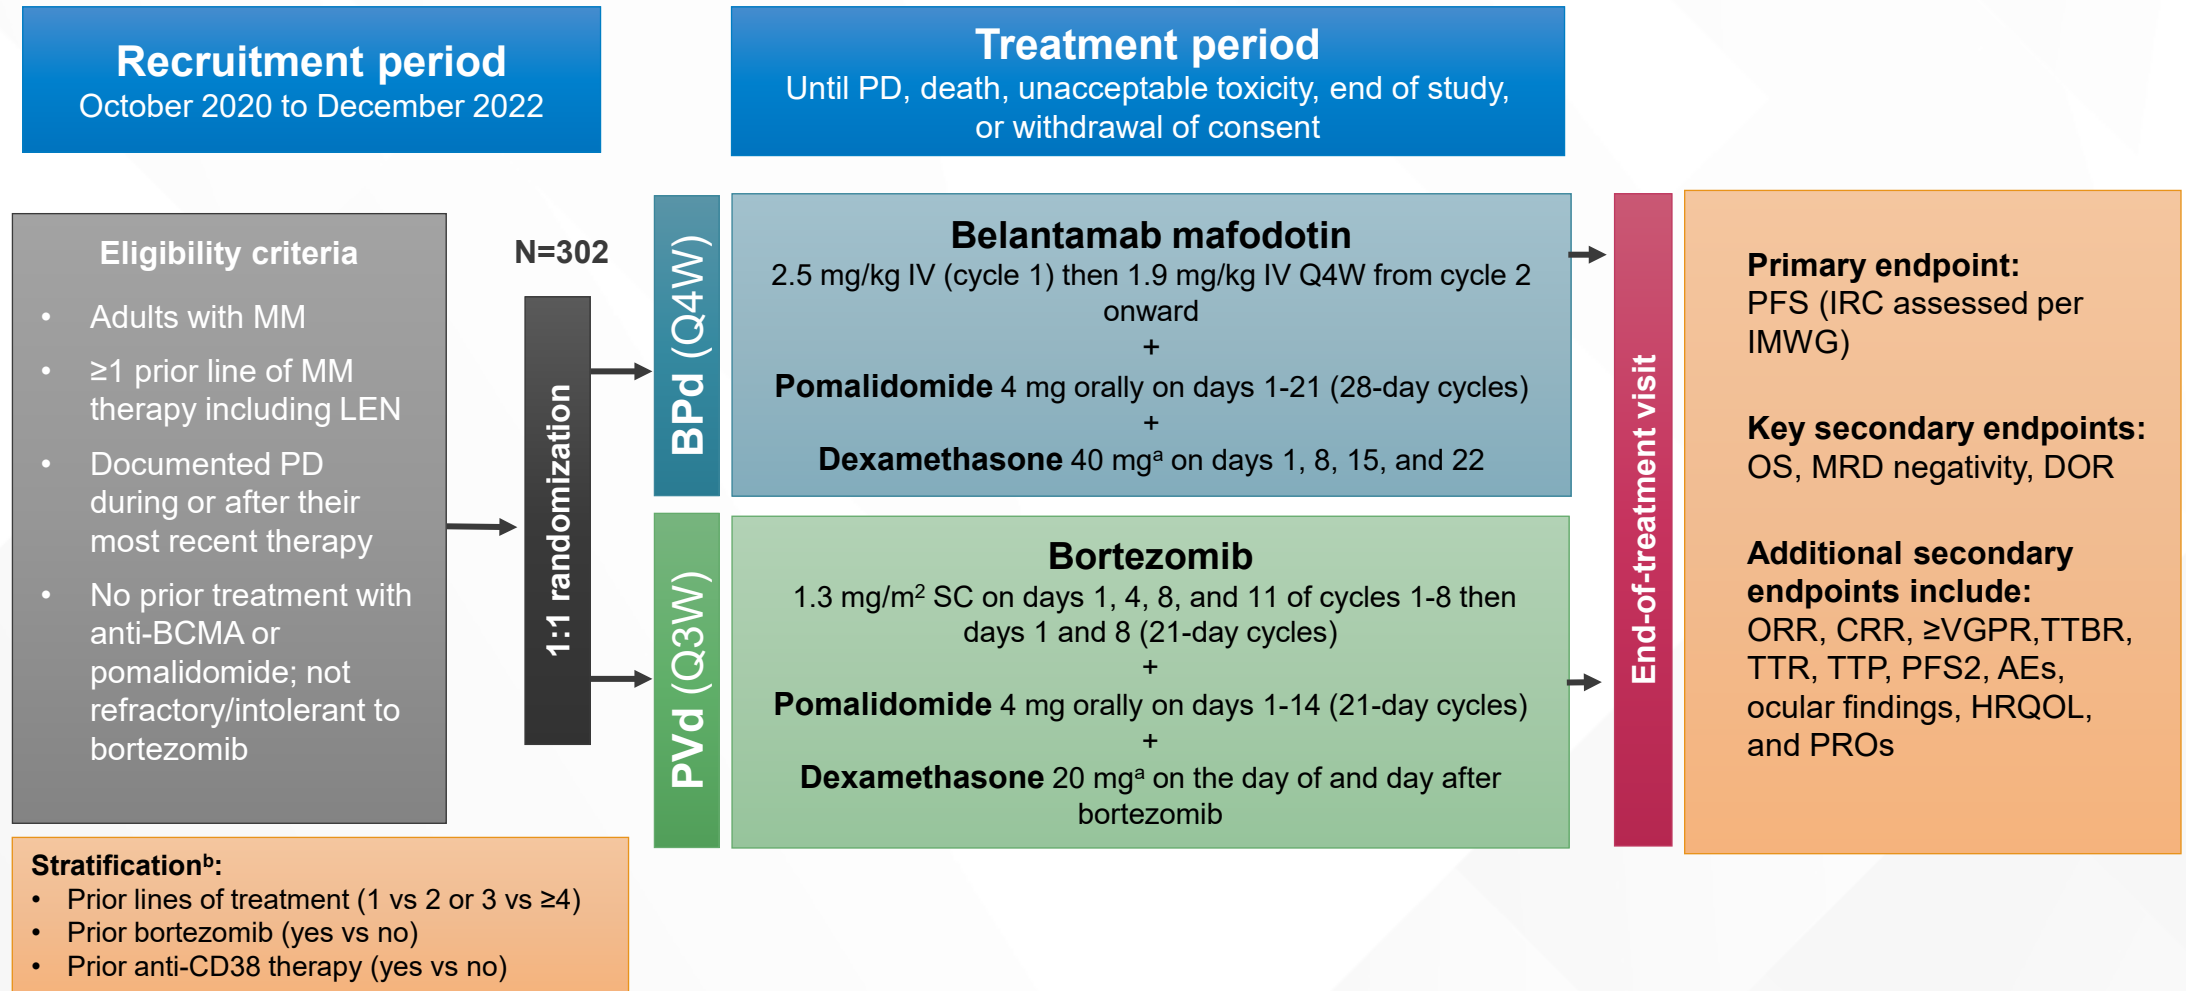 Recruitment period
October 2020 to December 2022
Treatment period
Until PD, death, unacceptable toxicity, end of study,
or withdrawal of consent
Eligibility criteria
• Adults with MM
• ≥1 prior line of MM
therapy including LEN
• Documented PD
during or after their
most recent therapy
• No prior treatment with
anti-BCMA or
pomalidomide; not
refractory/intolerant to
bortezomib
Stratificationᵇ:
• Prior lines of treatment (1 vs 2 or 3 vs ≥4)
• Prior bortezomib (yes vs no)
• Prior anti-CD38 therapy (yes vs no)
N=302
1:1 randomization
BPd (Q4W)
Belantamab mafodotin
2.5 mg/kg IV (cycle 1) then 1.9 mg/kg IV Q4W from cycle 2
onward
+
Pomalidomide 4 mg orally on days 1-21 (28-day cycles)
+
Dexamethasone 40 mgᵃ on days 1, 8, 15, and 22
PVd (Q3W)
Bortezomib
1.3 mg/m² SC on days 1, 4, 8, and 11 of cycles 1-8 then
days 1 and 8 (21-day cycles)
+
Pomalidomide 4 mg orally on days 1-14 (21-day cycles)
+
Dexamethasone 20 mgᵃ on the day of and day after
bortezomib
End-of-treatment visit
Primary endpoint:
PFS (IRC assessed per
IMWG)
Key secondary endpoints:
OS, MRD negativity, DOR
Additional secondary
endpoints include:
ORR, CRR, ≥VGPR,TTBR,
TTR, TTP, PFS2, AEs,
ocular findings, HRQOL,
and PROs